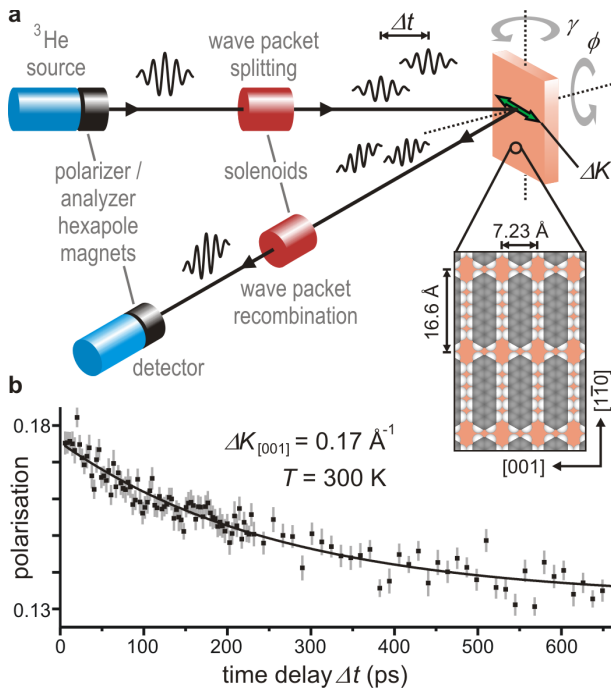 a
³He
source
wave packet
splitting
Δt
γ
ϕ
polarizer /
analyzer
hexapole
magnets
solenoids
ΔK
7.23 Å
16.6 Å
wave packet
recombination
detector
[11̅0]
[001]
b
0.18
0.13
polarisation
ΔK[001] = 0.17 Å⁻¹
T = 300 K
0 100 200 300 400 500 600
time delay Δt (ps)